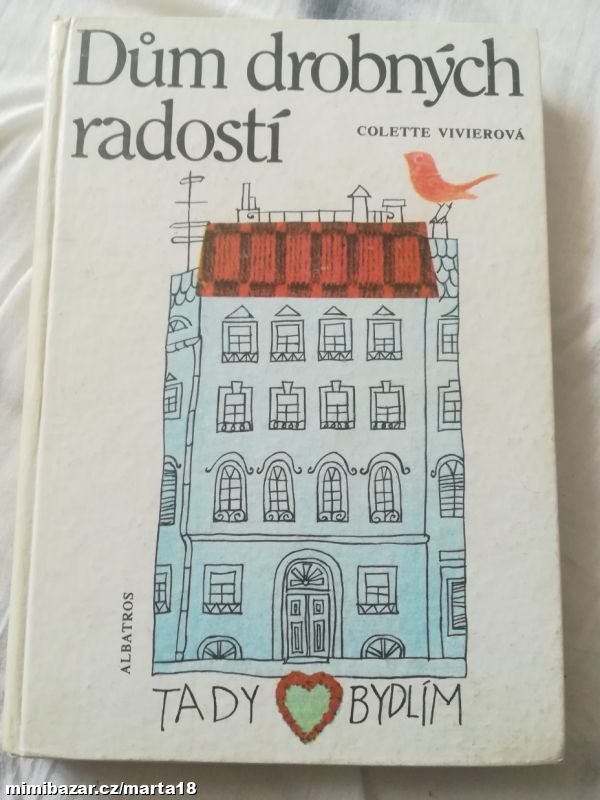 Dům drobných
radostí
COLETTE VIVIEROVÁ
ALBATROS
TADY BYDLÍM
mimibazar.cz/marta18